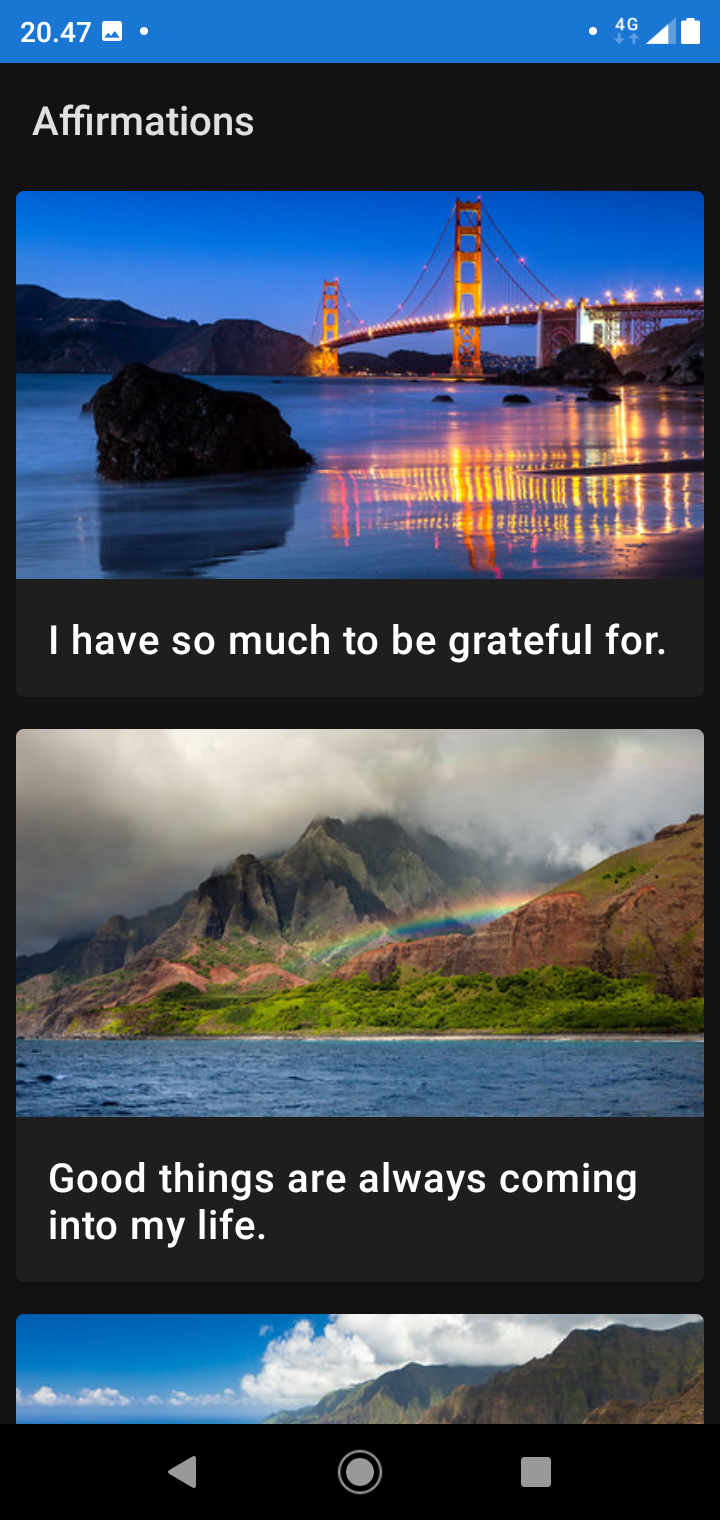 20.47
4G
Affirmations
I have so much to be grateful for.
Good things are always coming
into my life.